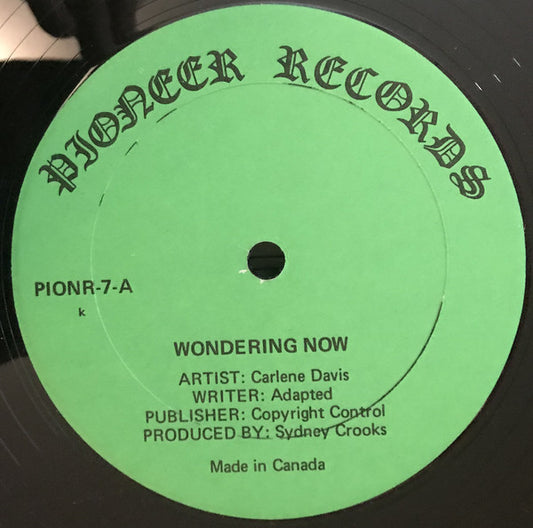 PIONEER RECORDS
PIONR-7-A
k
WONDERING NOW
ARTIST: Carlene Davis
WRITER: Adapted
PUBLISHER: Copyright Control
PRODUCED BY: Sydney Crooks
Made in Canada